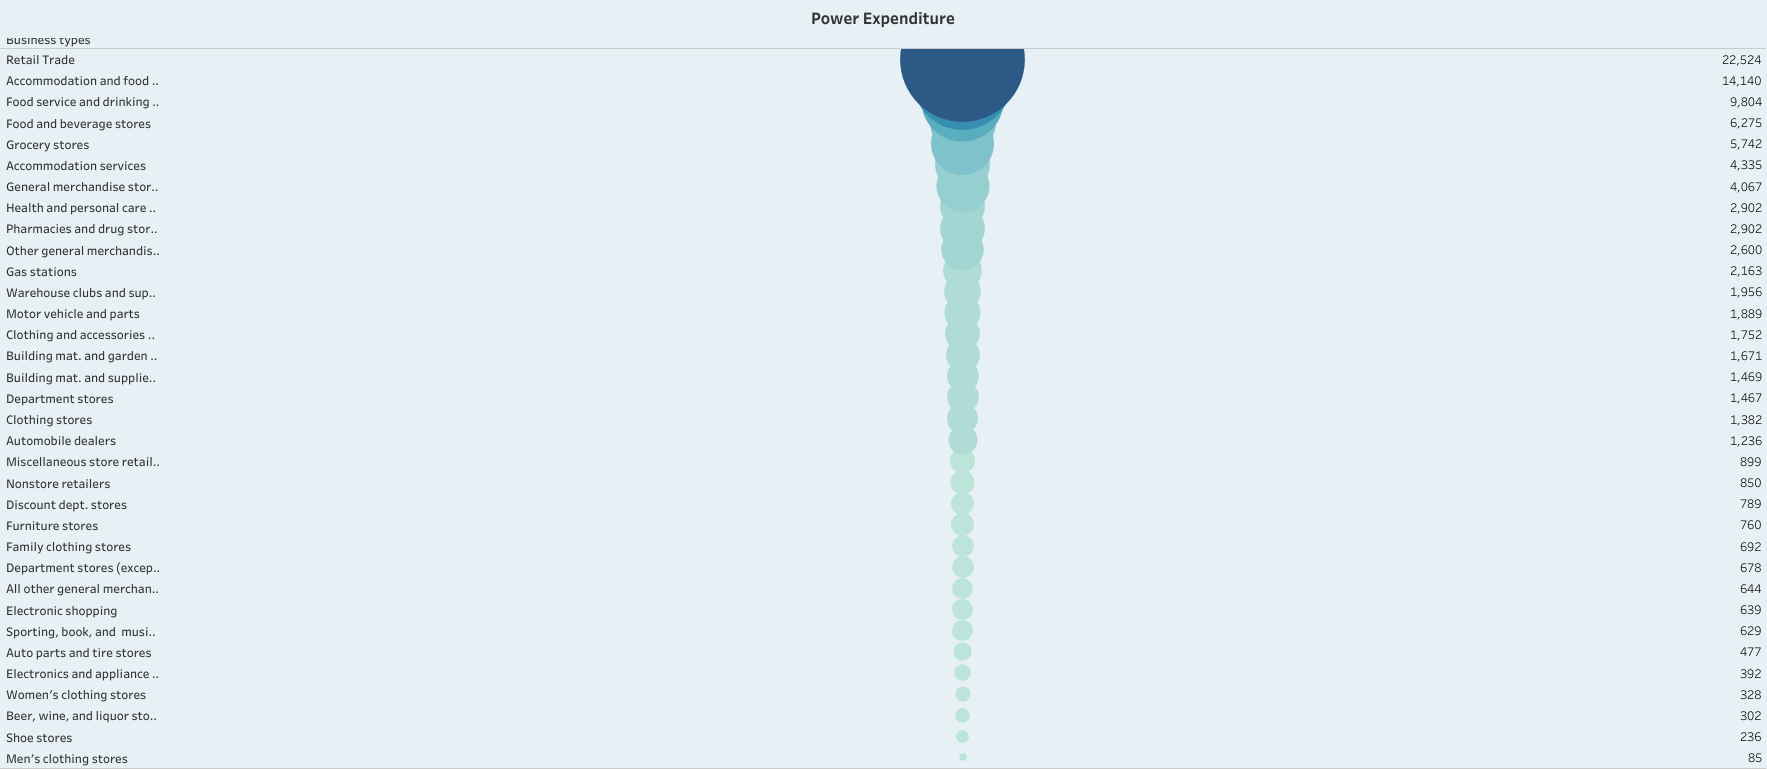 Power Expenditure
Business types
Retail Trade 22,524
Accommodation and food .. 14,140
Food service and drinking .. 9,804
Food and beverage stores 6,275
Grocery stores 5,742
Accommodation services 4,335
General merchandise stor.. 4,067
Health and personal care .. 2,902
Pharmacies and drug stor.. 2,902
Other general merchandis.. 2,600
Gas stations 2,163
Warehouse clubs and sup.. 1,956
Motor vehicle and parts 1,889
Clothing and accessories .. 1,752
Building mat. and garden .. 1,671
Building mat. and supplie.. 1,469
Department stores 1,467
Clothing stores 1,382
Automobile dealers 1,236
Miscellaneous store retail.. 899
Nonstore retailers 850
Discount dept. stores 789
Furniture stores 760
Family clothing stores 692
Department stores (excep.. 678
All other general merchan.. 644
Electronic shopping 639
Sporting, book, and  musi.. 629
Auto parts and tire stores 477
Electronics and appliance .. 392
Women’s clothing stores 328
Beer, wine, and liquor sto.. 302
Shoe stores 236
Men’s clothing stores 85